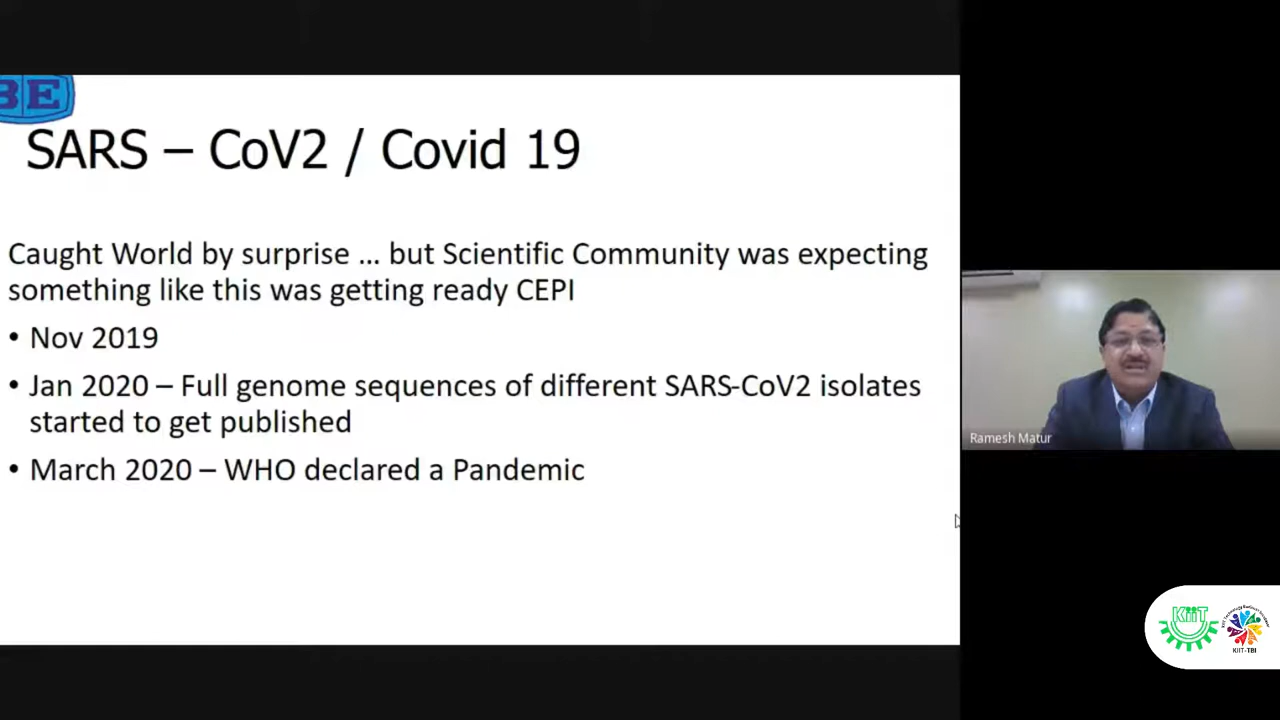 BE
SARS – CoV2 / Covid 19
Caught World by surprise ... but Scientific Community was expecting
something like this was getting ready CEPI
• Nov 2019
• Jan 2020 – Full genome sequences of different SARS-CoV2 isolates
started to get published
• March 2020 – WHO declared a Pandemic
Ramesh Matur
KiiT
KIIT-TBI